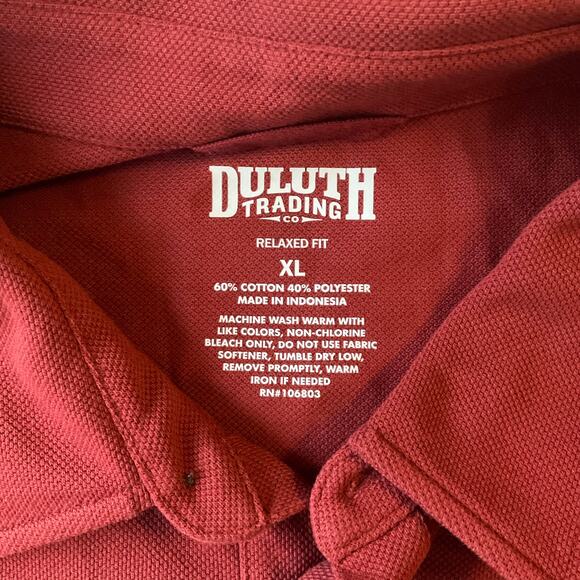 DULUTH
TRADING
CO
RELAXED FIT
XL
60% COTTON 40% POLYESTER
MADE IN INDONESIA
MACHINE WASH WARM WITH
LIKE COLORS, NON-CHLORINE
BLEACH ONLY, DO NOT USE FABRIC
SOFTENER, TUMBLE DRY LOW,
REMOVE PROMPTLY, WARM
IRON IF NEEDED
RN#106803